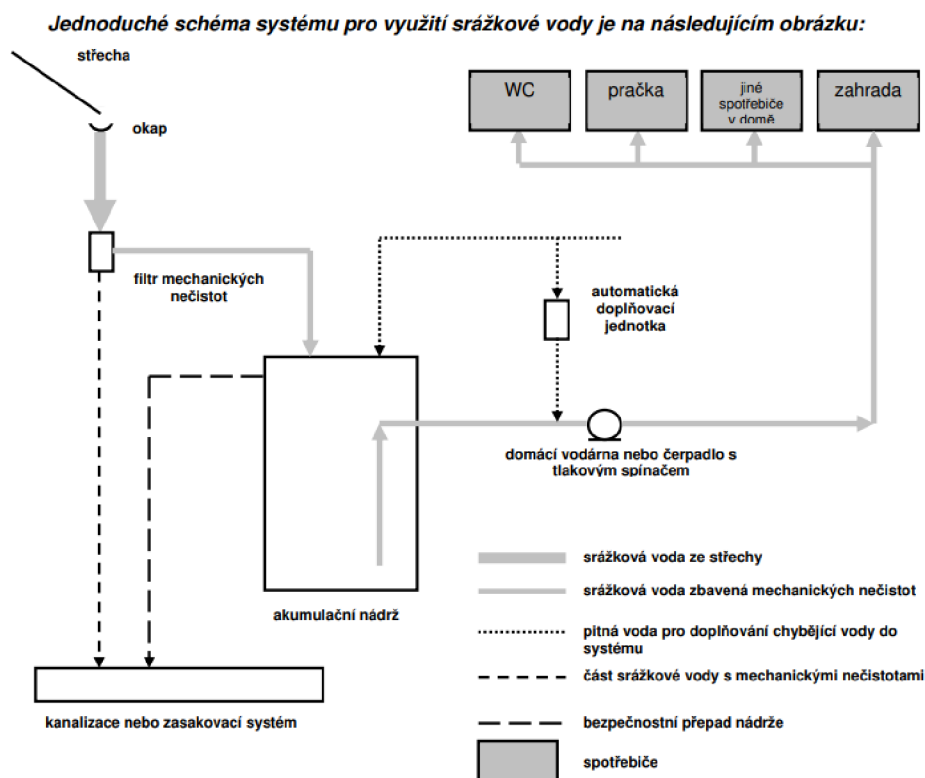 Jednoduché schéma systému pro využití srážkové vody je na následujícím obrázku:
střecha
okap
WC
pračka
jiné
spotřebiče
v domě
zahrada
filtr mechanických
nečistot
automatická
doplňovací
jednotka
domácí vodárna nebo čerpadlo s
tlakovým spínačem
akumulační nádrž
kanalizace nebo zasakovací systém
srážková voda ze střechy
srážková voda zbavená mechanických nečistot
pitná voda pro doplňování chybějící vody do
systému
část srážkové vody s mechanickými nečistotami
bezpečnostní přepad nádrže
spotřebiče